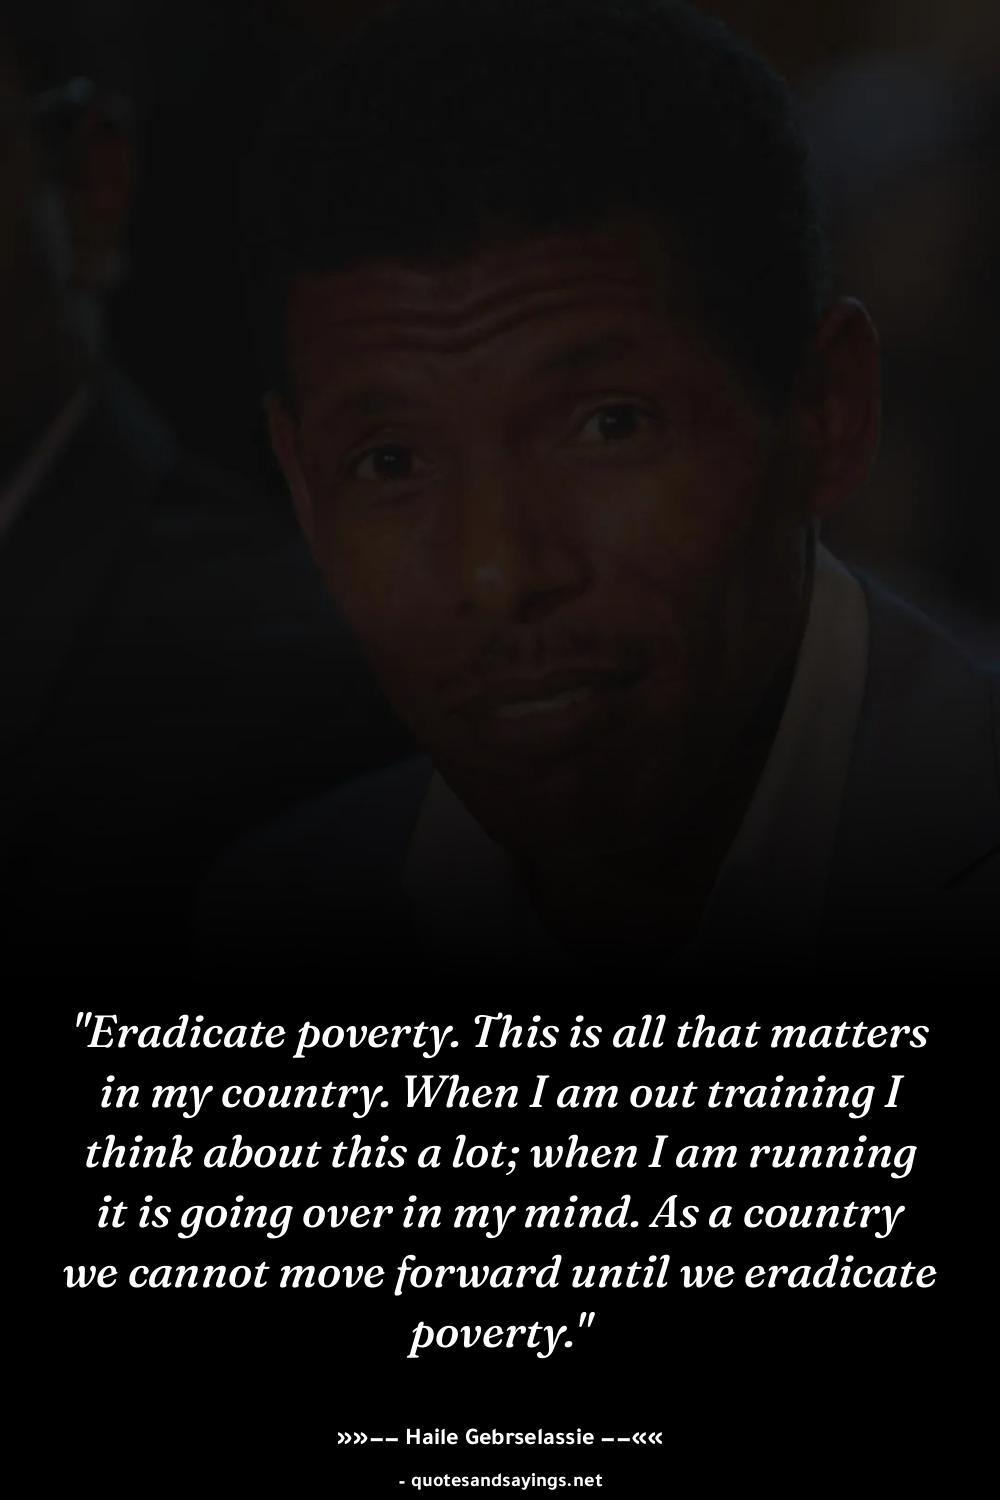 "Eradicate poverty. This is all that matters
in my country. When I am out training I
think about this a lot; when I am running
it is going over in my mind. As a country
we cannot move forward until we eradicate
poverty."
»»–– Haile Gebrselassie ––««
- quotesandsayings.net